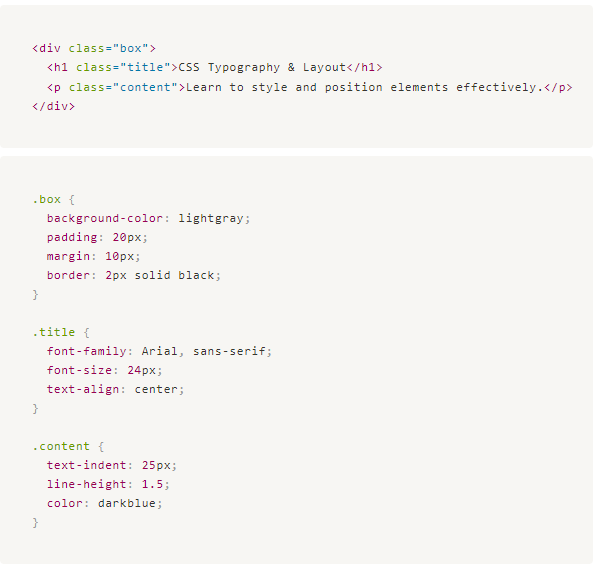 <div class="box">
  <h1 class="title">CSS Typography & Layout</h1>
  <p class="content">Learn to style and position elements effectively.</p>
</div>
.box {
  background-color: lightgray;
  padding: 20px;
  margin: 10px;
  border: 2px solid black;
}
.title {
  font-family: Arial, sans-serif;
  font-size: 24px;
  text-align: center;
}
.content {
  text-indent: 25px;
  line-height: 1.5;
  color: darkblue;
}